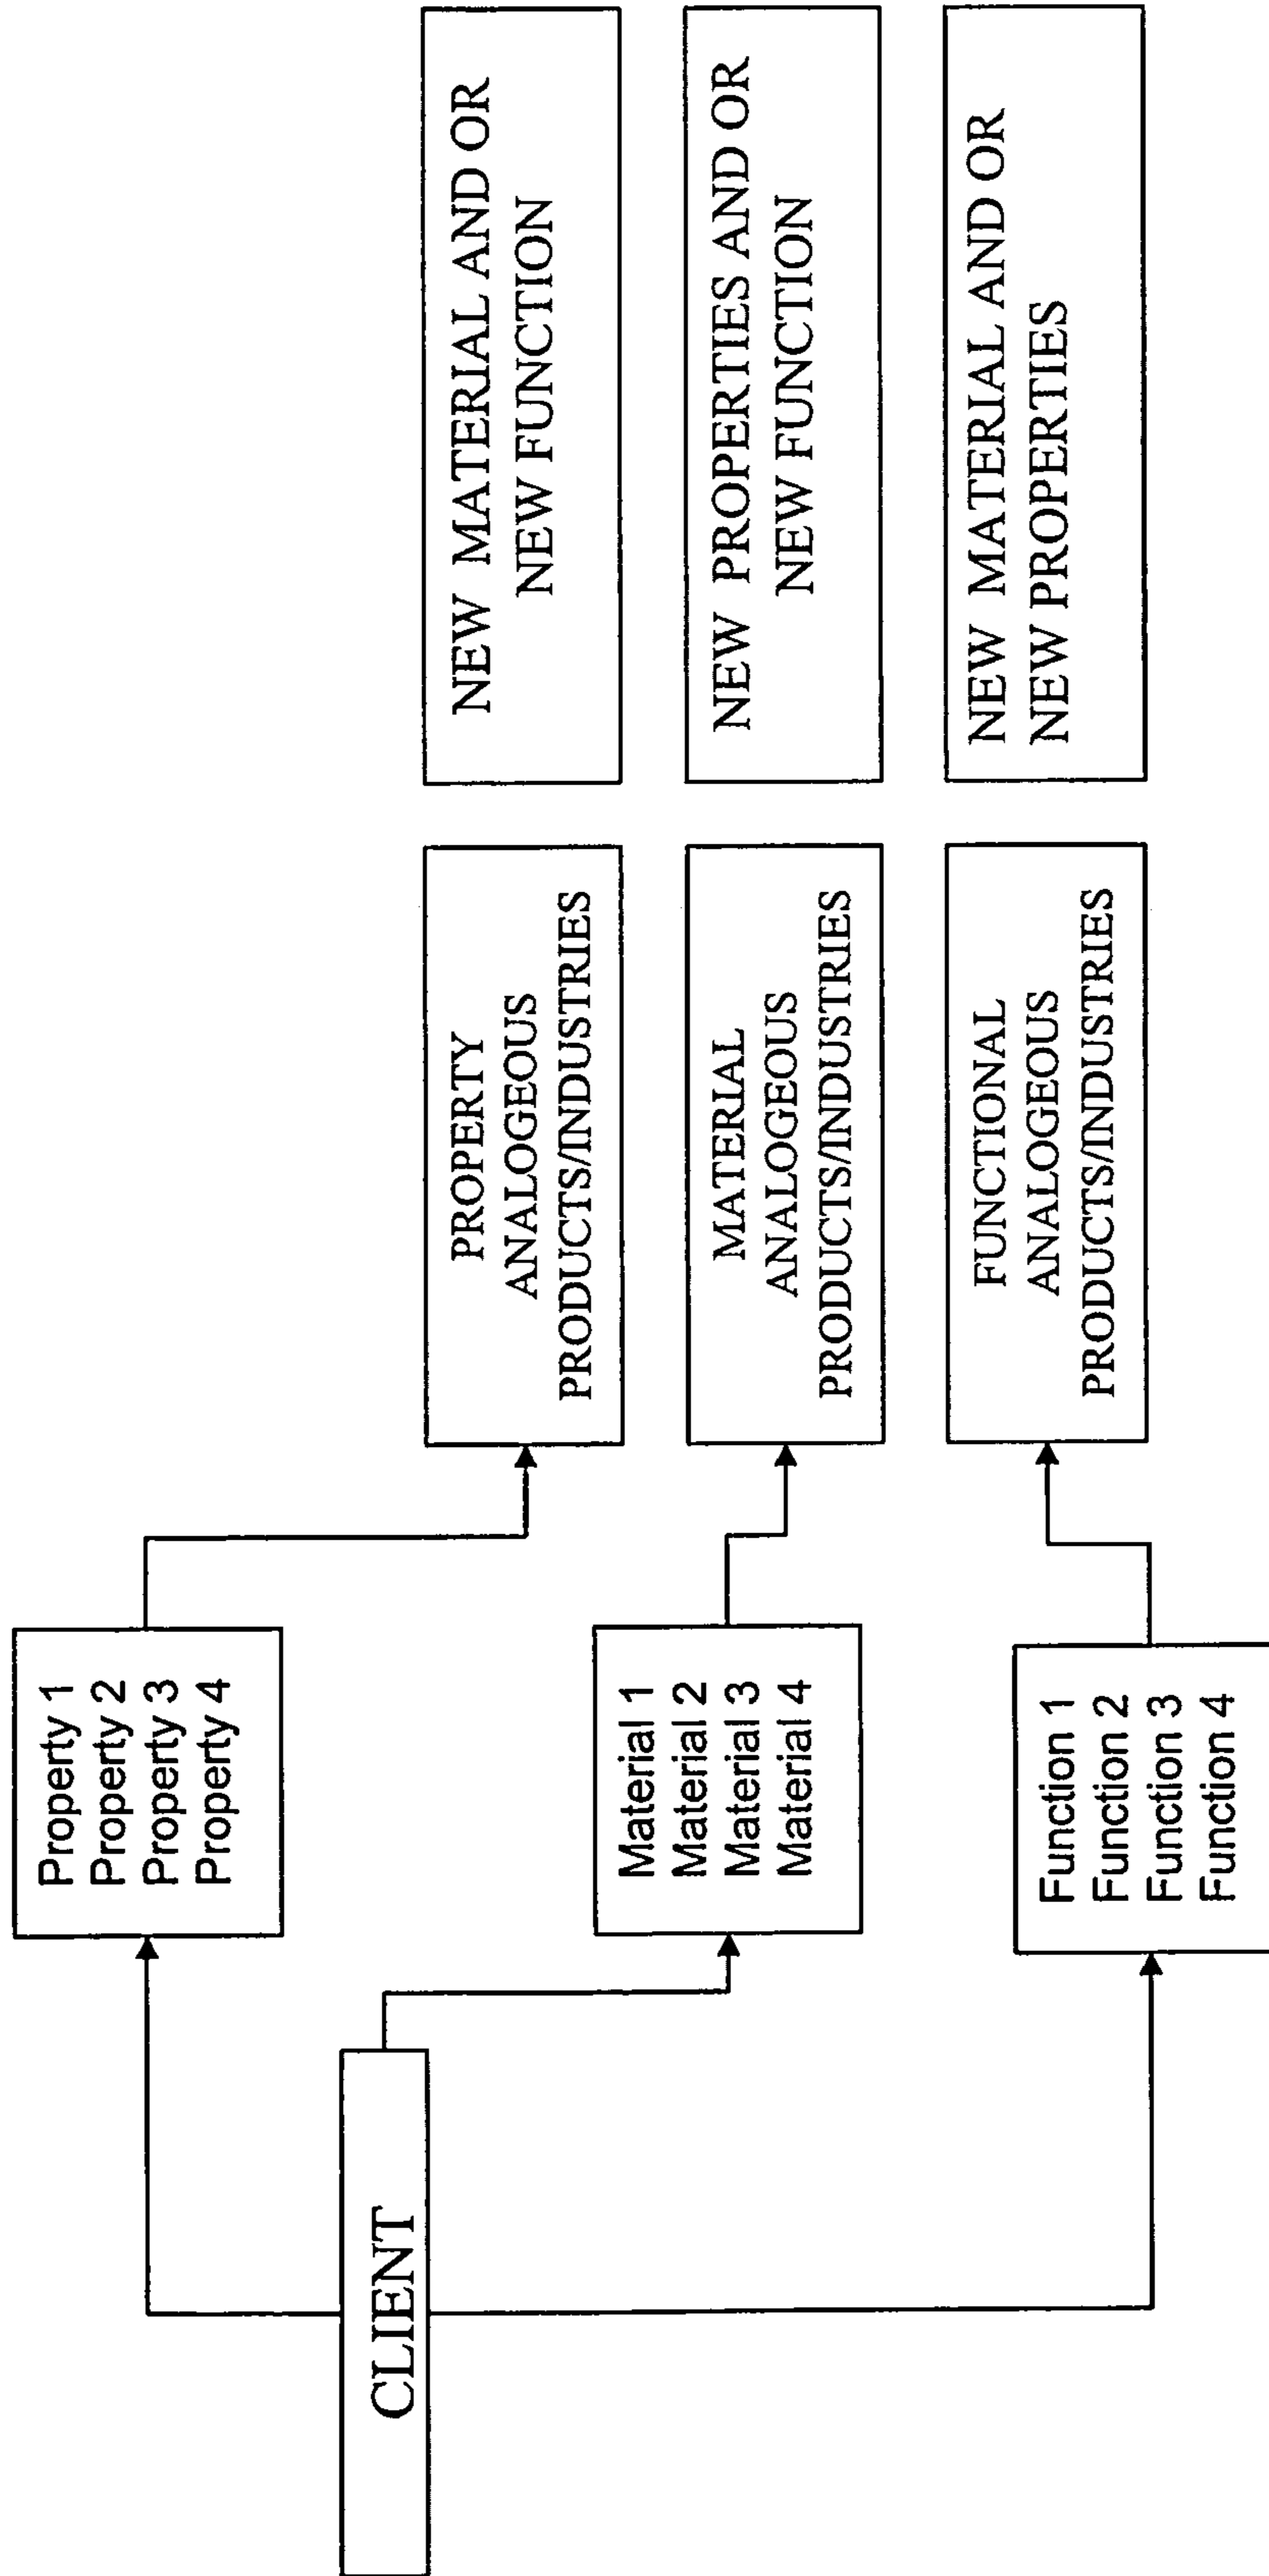 CLIENT
Property 1
Property 2
Property 3
Property 4
Material 1
Material 2
Material 3
Material 4
Function 1
Function 2
Function 3
Function 4
PROPERTY
ANALOGEOUS
PRODUCTS/INDUSTRIES
MATERIAL
ANALOGEOUS
PRODUCTS/INDUSTRIES
FUNCTIONAL
ANALOGEOUS
PRODUCTS/INDUSTRIES
NEW MATERIAL AND OR
NEW FUNCTION
NEW PROPERTIES AND OR
NEW FUNCTION
NEW MATERIAL AND OR
NEW PROPERTIES